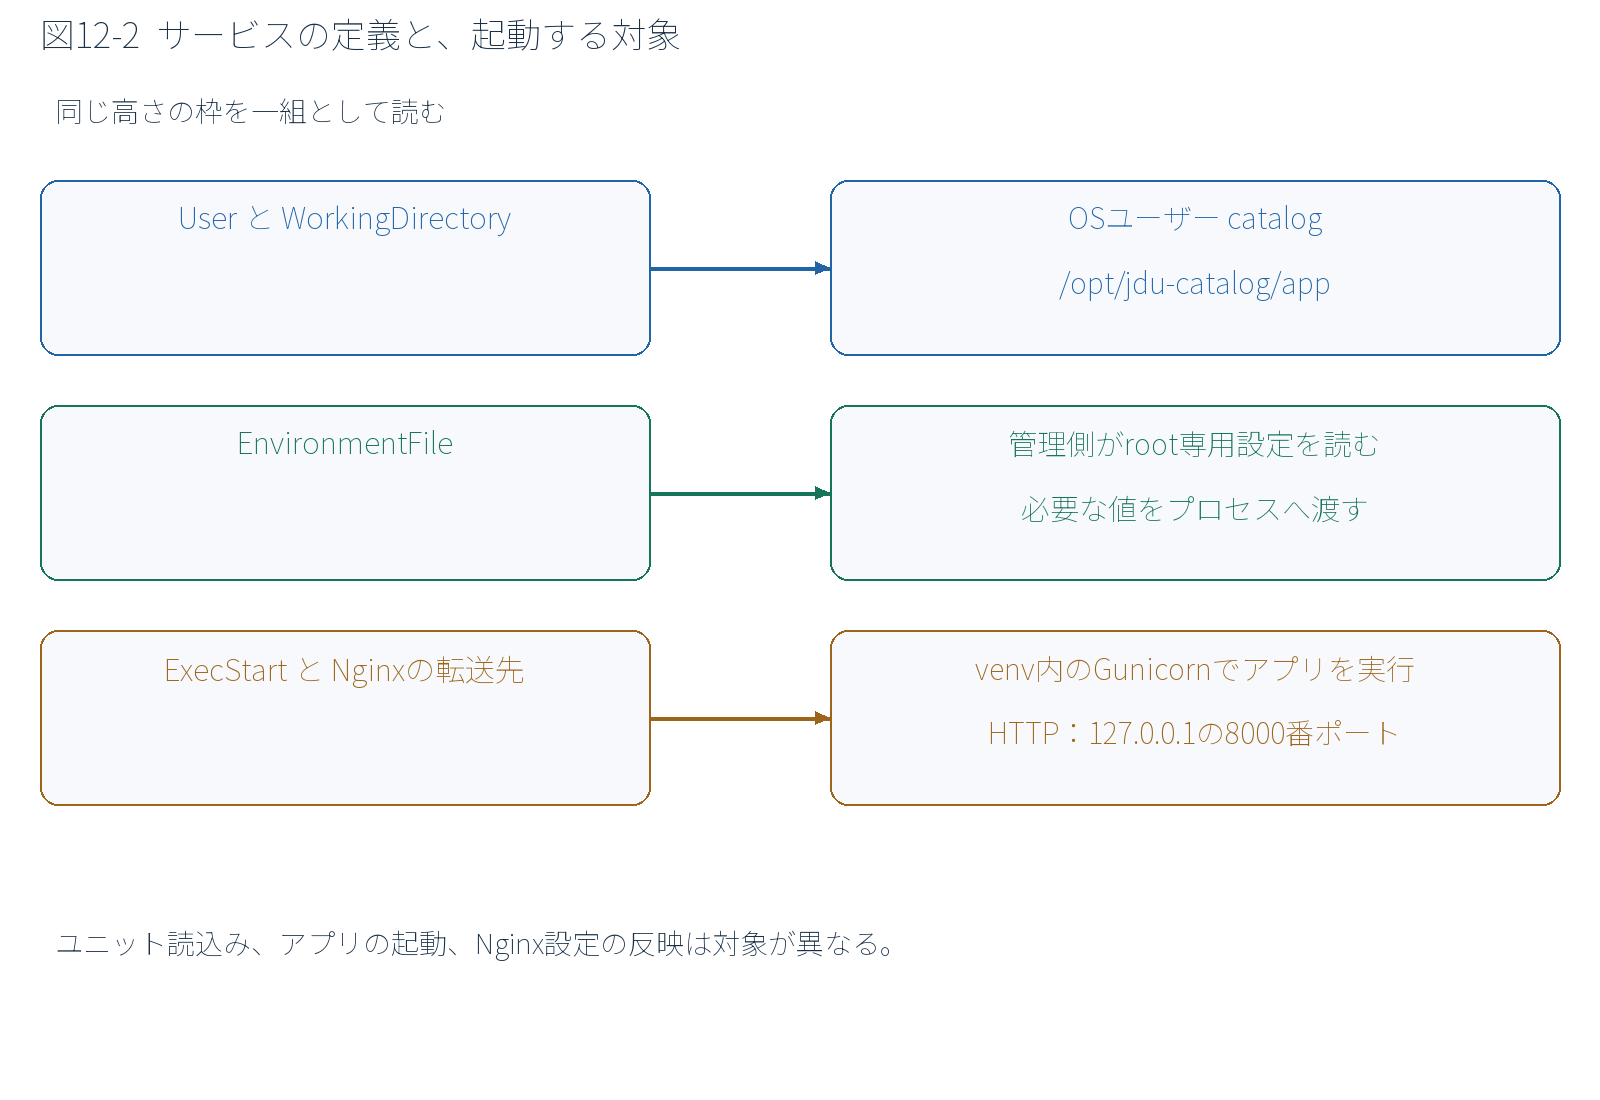 図12-2 サービスの定義と、起動する対象
同じ高さの枠を一組として読む
User と WorkingDirectory
OSユーザー catalog
/opt/jdu-catalog/app
EnvironmentFile
管理側がroot専用設定を読む
必要な値をプロセスへ渡す
ExecStart と Nginxの転送先
venv内のGunicornでアプリを実行
HTTP：127.0.0.1の8000番ポート
ユニット読込み、アプリの起動、Nginx設定の反映は対象が異なる。